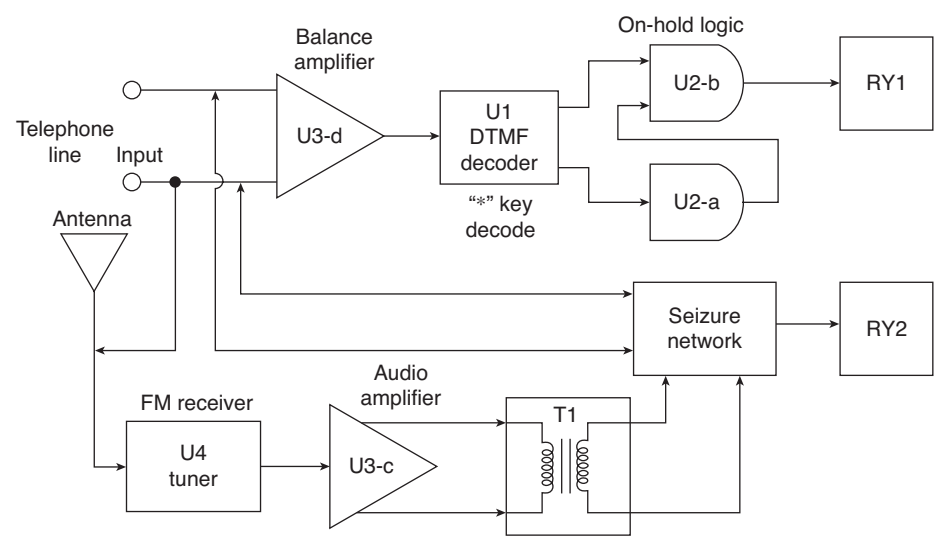 On-hold logic
Balance
amplifier
U3-d
U1
DTMF
decoder
"*" key
decode
U2-b
RY1
U2-a
Telephone
line
Input
Antenna
Seizure
network
RY2
FM receiver
U4
tuner
Audio
amplifier
U3-c
T1